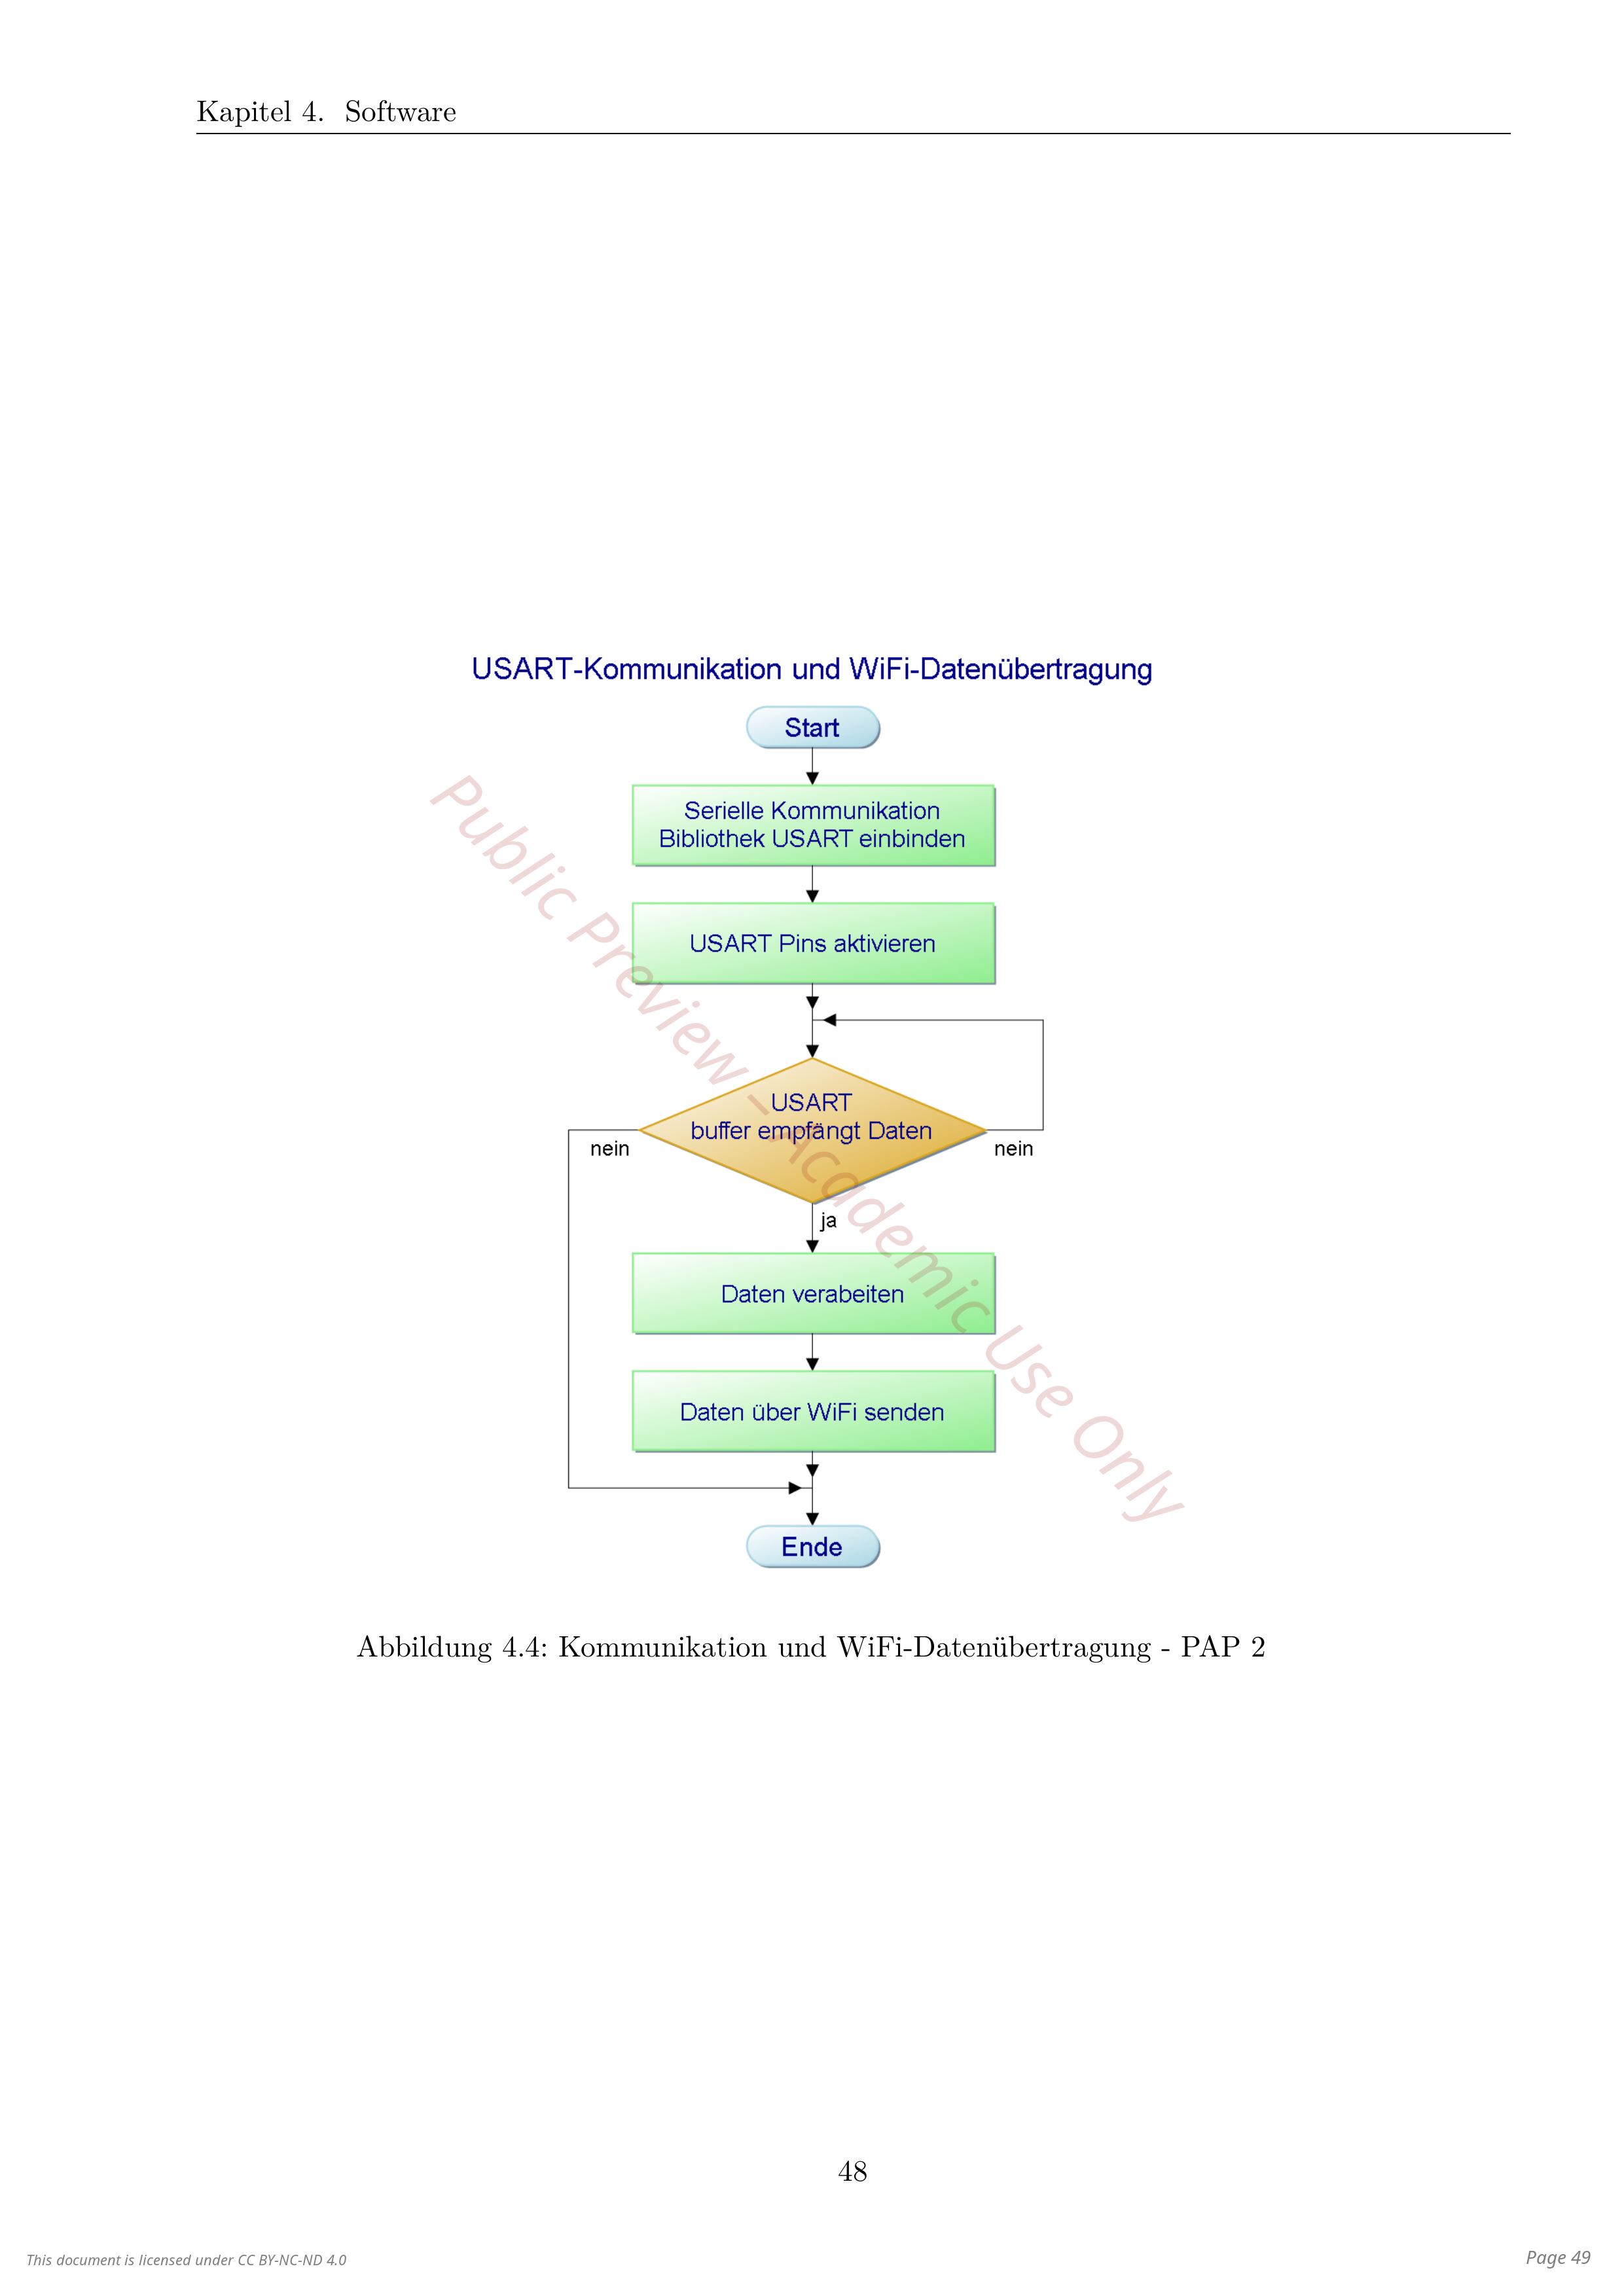 Kapitel 4. Software
USART-Kommunikation und WiFi-Datenübertragung
Start
Serielle Kommunikation
Bibliothek USART einbinden
USART Pins aktivieren
USART
buffer empfängt Daten
nein
nein
ja
Daten verabeiten
Daten über WiFi senden
Ende
Public Preview – Academic Use Only
Abbildung 4.4: Kommunikation und WiFi-Datenübertragung - PAP 2
48
This document is licensed under CC BY-NC-ND 4.0
Page 49